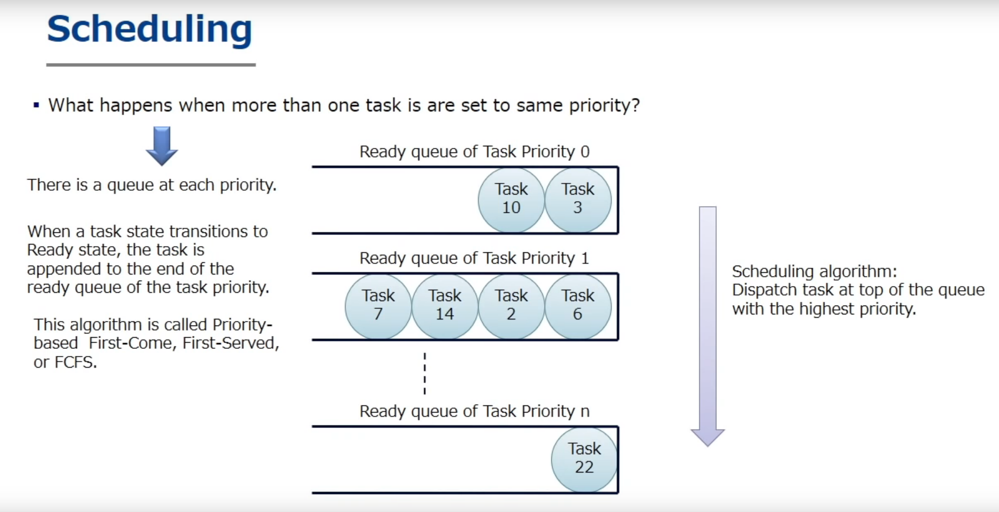 Scheduling
▪ What happens when more than one task is are set to same priority?
There is a queue at each priority.
When a task state transitions to
Ready state, the task is
appended to the end of the
ready queue of the task priority.
This algorithm is called Priority-
based First-Come, First-Served,
or FCFS.
Ready queue of Task Priority 0
Task
10
Task
3
Ready queue of Task Priority 1
Task
7
Task
14
Task
2
Task
6
Ready queue of Task Priority n
Task
22
Scheduling algorithm:
Dispatch task at top of the queue
with the highest priority.